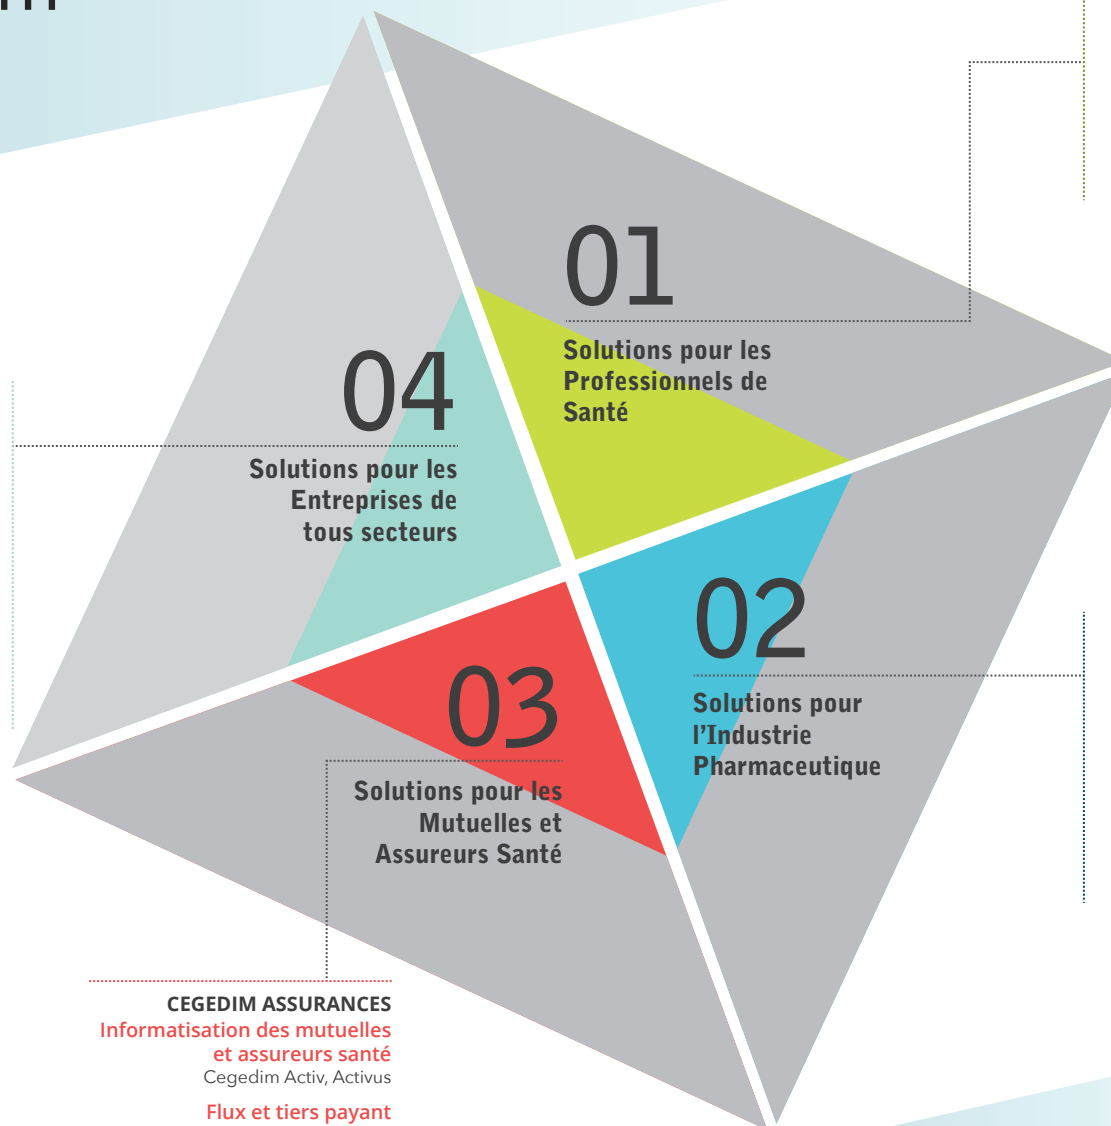 01
Solutions pour les
Professionnels de
Santé
04
Solutions pour les
Entreprises de
tous secteurs
02
Solutions pour
l’Industrie
Pharmaceutique
03
Solutions pour les
Mutuelles et
Assureurs Santé
CEGEDIM ASSURANCES
Informatisation des mutuelles
et assureurs santé
Cegedim Activ, Activus
Flux et tiers payant